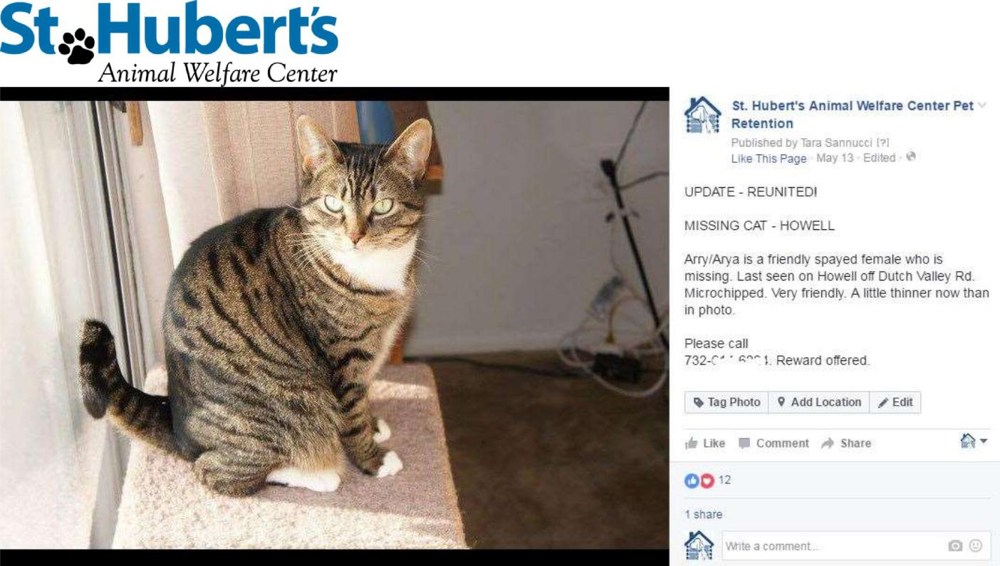 St. Hubert's
Animal Welfare Center
St. Hubert's Animal Welfare Center Pet
Retention
Published by Tara Sannucci [?]
Like This Page · May 13 · Edited ·
UPDATE - REUNITED!
MISSING CAT - HOWELL
Arry/Arya is a friendly spayed female who is
missing. Last seen on Howell off Dutch Valley Rd.
Microchipped. Very friendly. A little thinner now than
in photo.
Please call
732- Reward offered.
Tag Photo Add Location Edit
Like Comment Share
12
1 share
Write a comment...